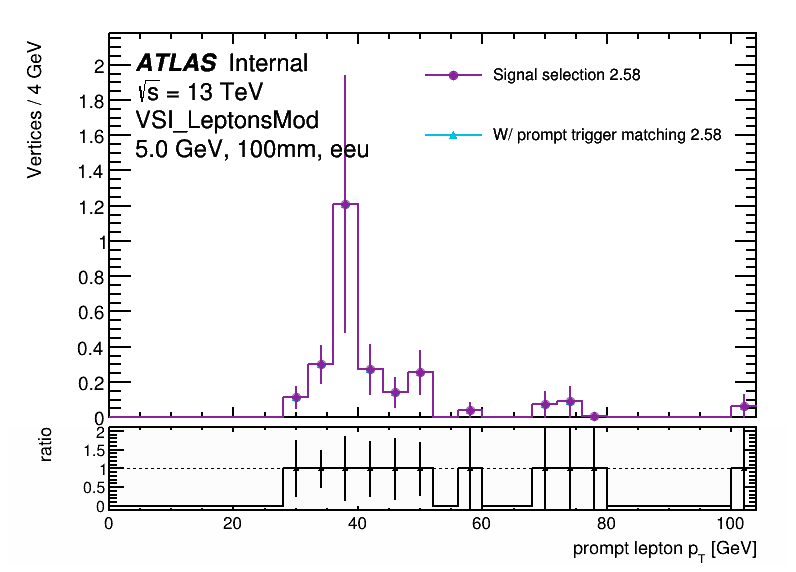 Vertices / 4 GeV
ATLAS Internal
√s = 13 TeV
VSI_LeptonsMod
5.0 GeV, 100mm, eeu
Signal selection 2.58
W/ prompt trigger matching 2.58
2
1.8
1.6
1.4
1.2
1
0.8
0.6
0.4
0.2
0
ratio
2
1.5
1
0.5
0
0 20 40 60 80 100
prompt lepton pT [GeV]